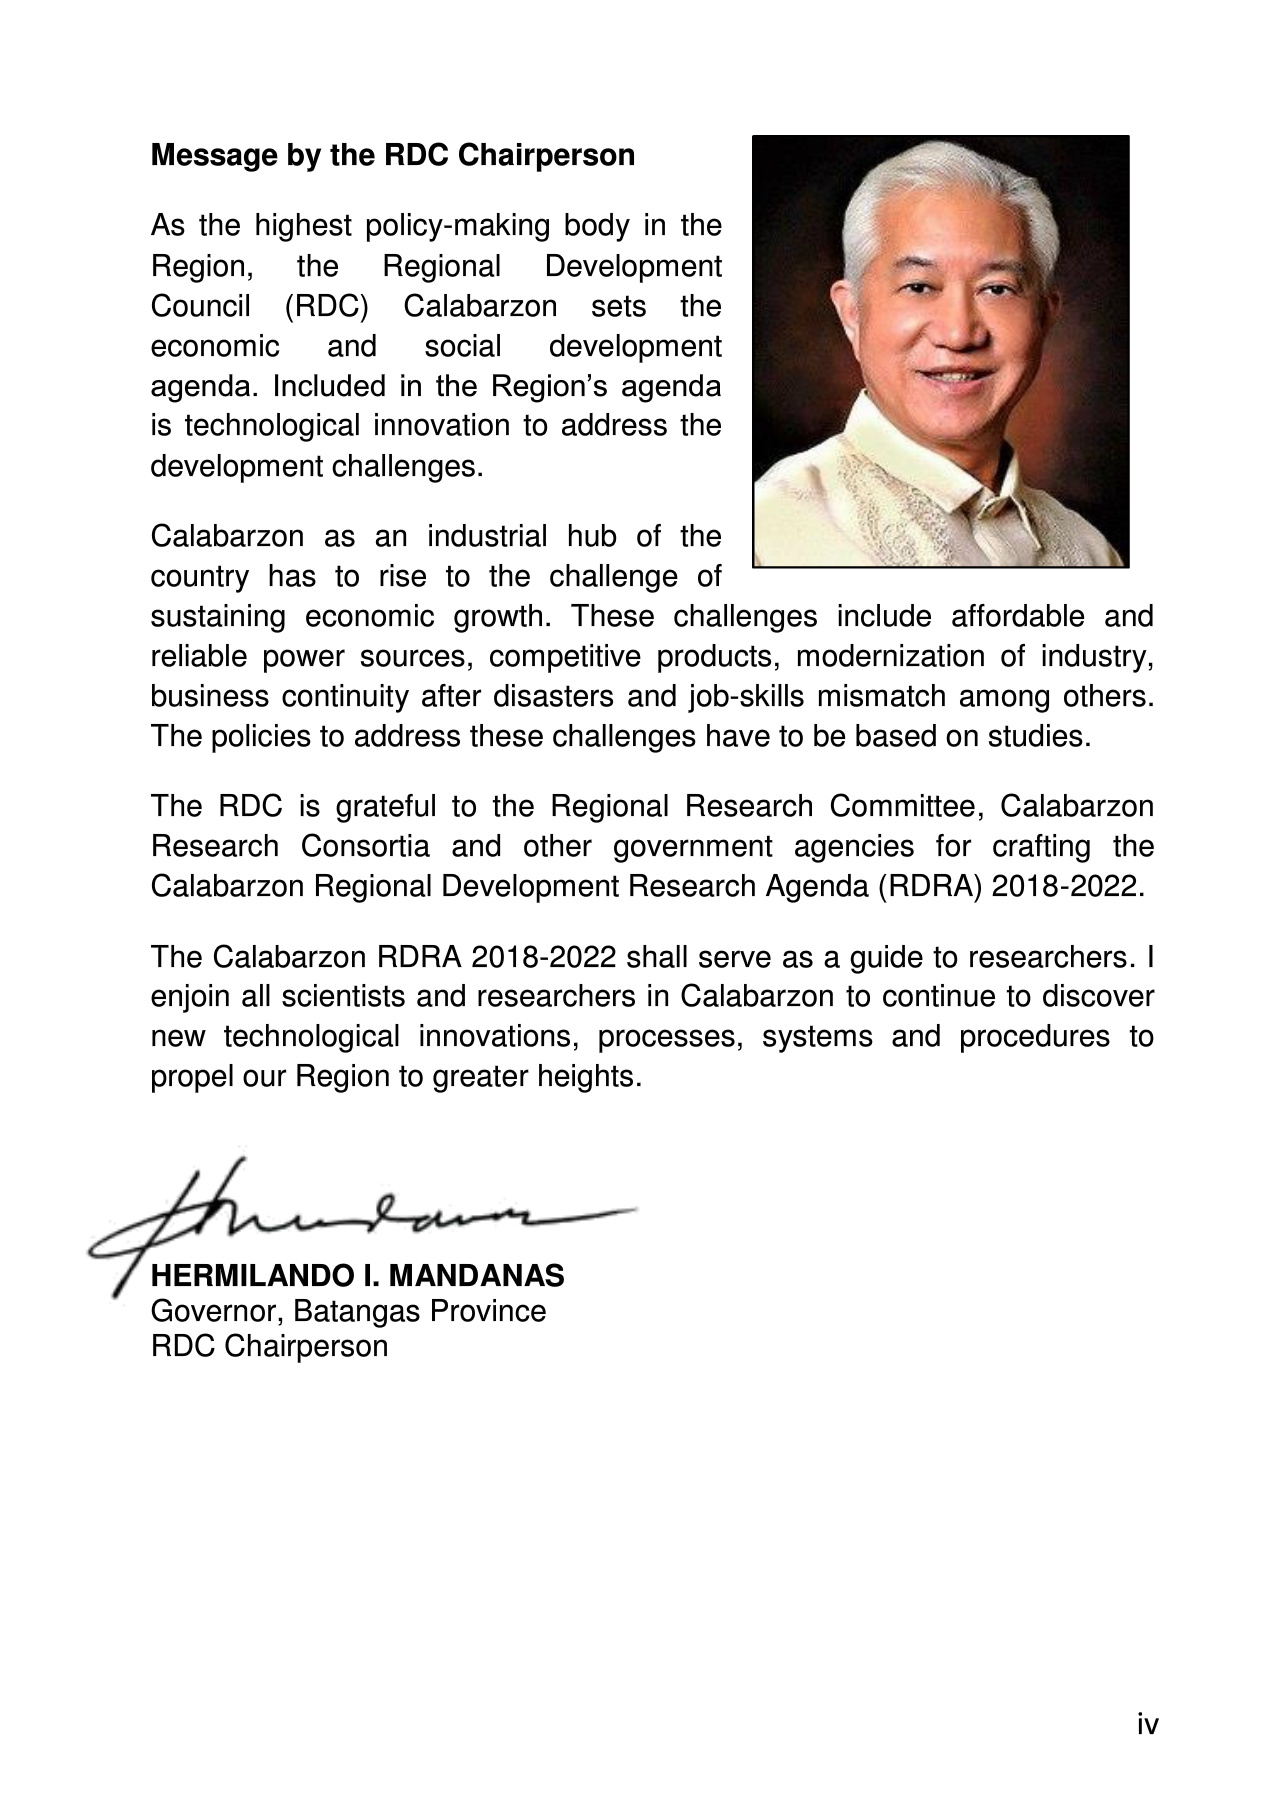 Message by the RDC Chairperson
As the highest policy-making body in the
Region, the Regional Development
Council (RDC) Calabarzon sets the
economic and social development
agenda. Included in the Region’s agenda
is technological innovation to address the
development challenges.
Calabarzon as an industrial hub of the
country has to rise to the challenge of
sustaining economic growth. These challenges include affordable and
reliable power sources, competitive products, modernization of industry,
business continuity after disasters and job-skills mismatch among others.
The policies to address these challenges have to be based on studies.
The RDC is grateful to the Regional Research Committee, Calabarzon
Research Consortia and other government agencies for crafting the
Calabarzon Regional Development Research Agenda (RDRA) 2018-2022.
The Calabarzon RDRA 2018-2022 shall serve as a guide to researchers. I
enjoin all scientists and researchers in Calabarzon to continue to discover
new technological innovations, processes, systems and procedures to
propel our Region to greater heights.
HERMILANDO I. MANDANAS
Governor, Batangas Province
RDC Chairperson
iv